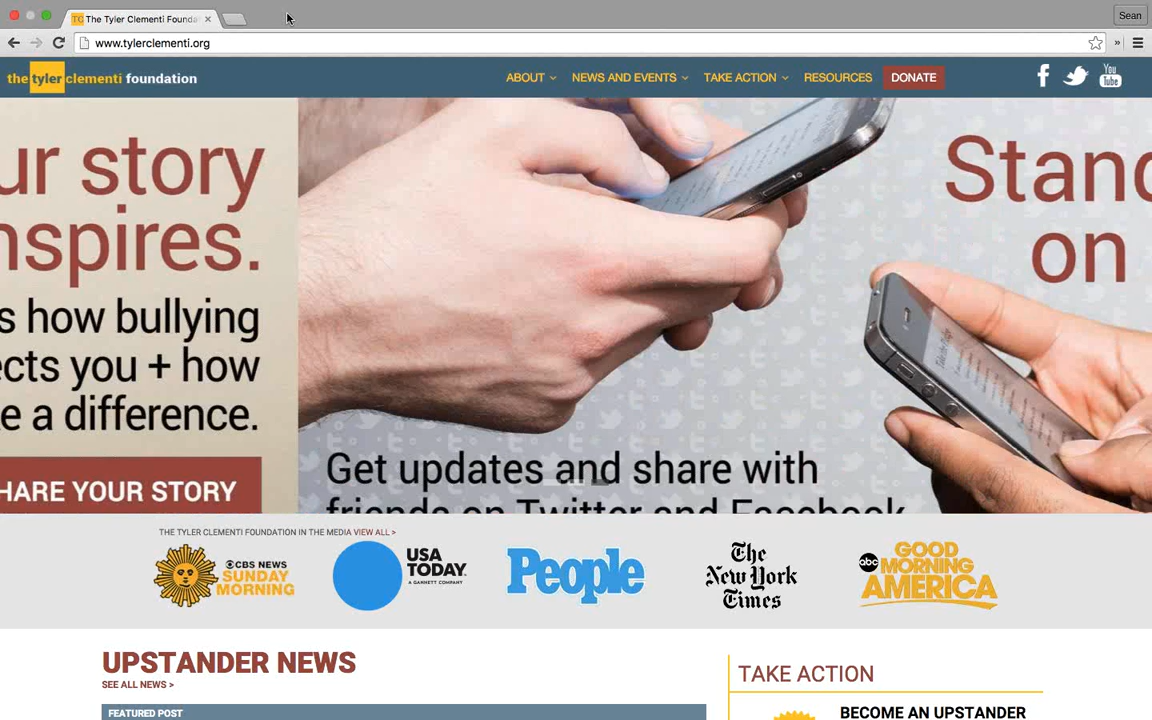 TC The Tyler Clementi Founda
Sean
www.tylerclementi.org
»
the tyler clementi foundation
ABOUT
NEWS AND EVENTS
TAKE ACTION
RESOURCES
DONATE
You
Tube
ur story
nspires.
s how bullying
ects you + how
e a difference.
HARE YOUR STORY
Get updates and share with
friends on Twitter and Facebook
Stand
on
THE TYLER CLEMENTI FOUNDATION IN THE MEDIA VIEW ALL >
CBS NEWS
SUNDAY
MORNING
USA
TODAY
A GANNETT COMPANY
People
The
New York
Times
abc
GOOD
MORNING
AMERICA
UPSTANDER NEWS
SEE ALL NEWS >
FEATURED POST
TAKE ACTION
BECOME AN UPSTANDER